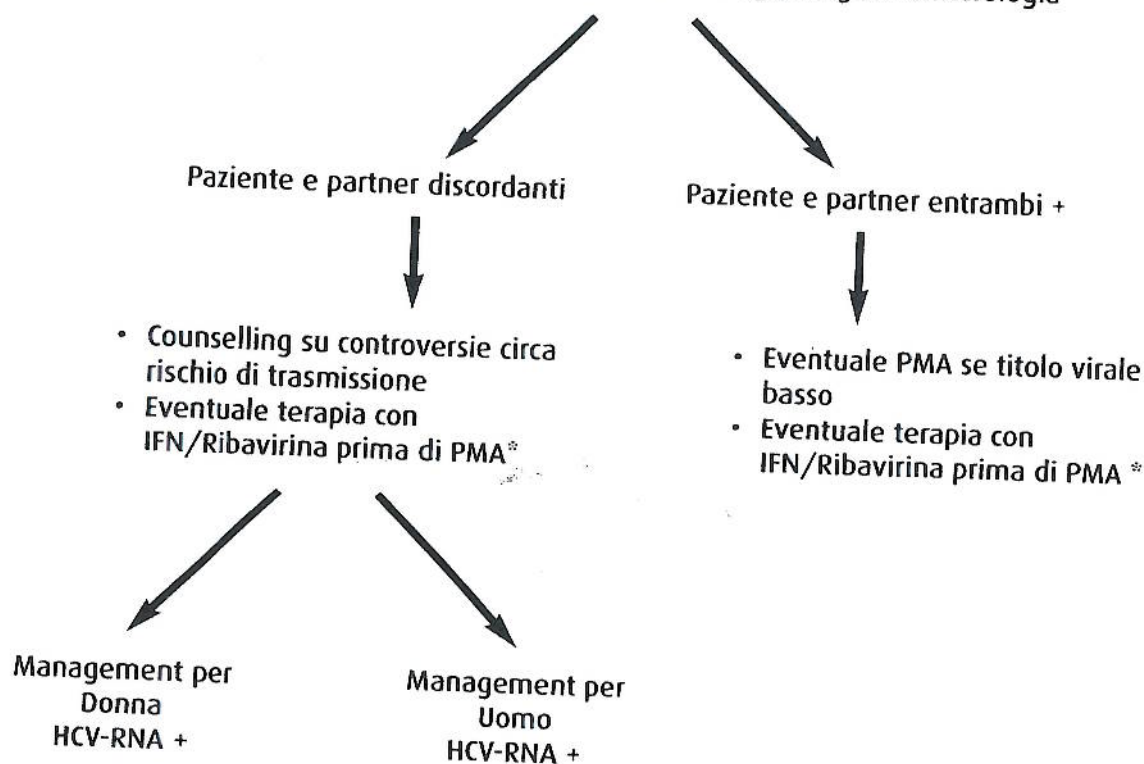 Paziente e partner discordanti
Paziente e partner entrambi +
• Counselling su controversie circa
rischio di trasmissione
• Eventuale terapia con
IFN/Ribavirina prima di PMA*
• Eventuale PMA se titolo virale
basso
• Eventuale terapia con
IFN/Ribavirina prima di PMA *
Management per
Donna
HCV-RNA +
Management per
Uomo
HCV-RNA +